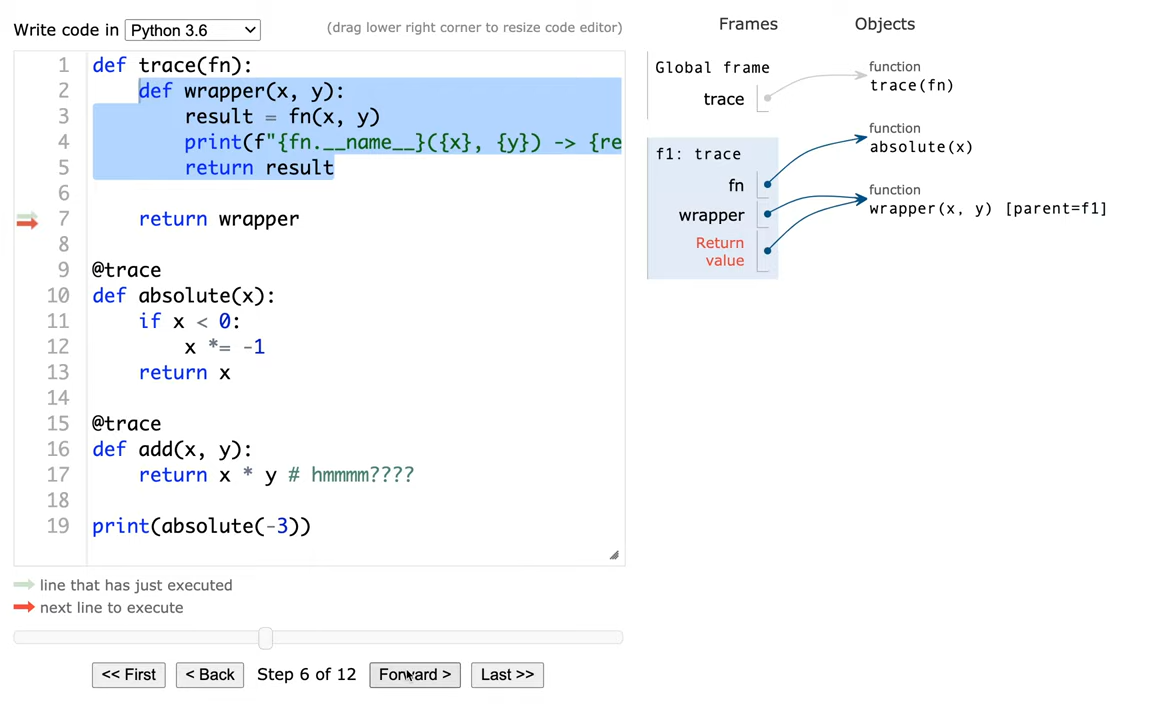 Write code in Python 3.6
(drag lower right corner to resize code editor)
1 def trace(fn):
2     def wrapper(x, y):
3         result = fn(x, y)
4         print(f"{fn.__name__}({x}, {y}) -> {re
5         return result
6
7     return wrapper
8
9 @trace
10 def absolute(x):
11     if x < 0:
12         x *= -1
13     return x
14
15 @trace
16 def add(x, y):
17     return x * y # hmmmm????
18
19 print(absolute(-3))
line that has just executed
next line to execute
<< First
< Back
Step 6 of 12
Forward >
Last >>
Frames
Objects
Global frame
trace
function
trace(fn)
f1: trace
fn
function
absolute(x)
wrapper
function
wrapper(x, y) [parent=f1]
Return
value